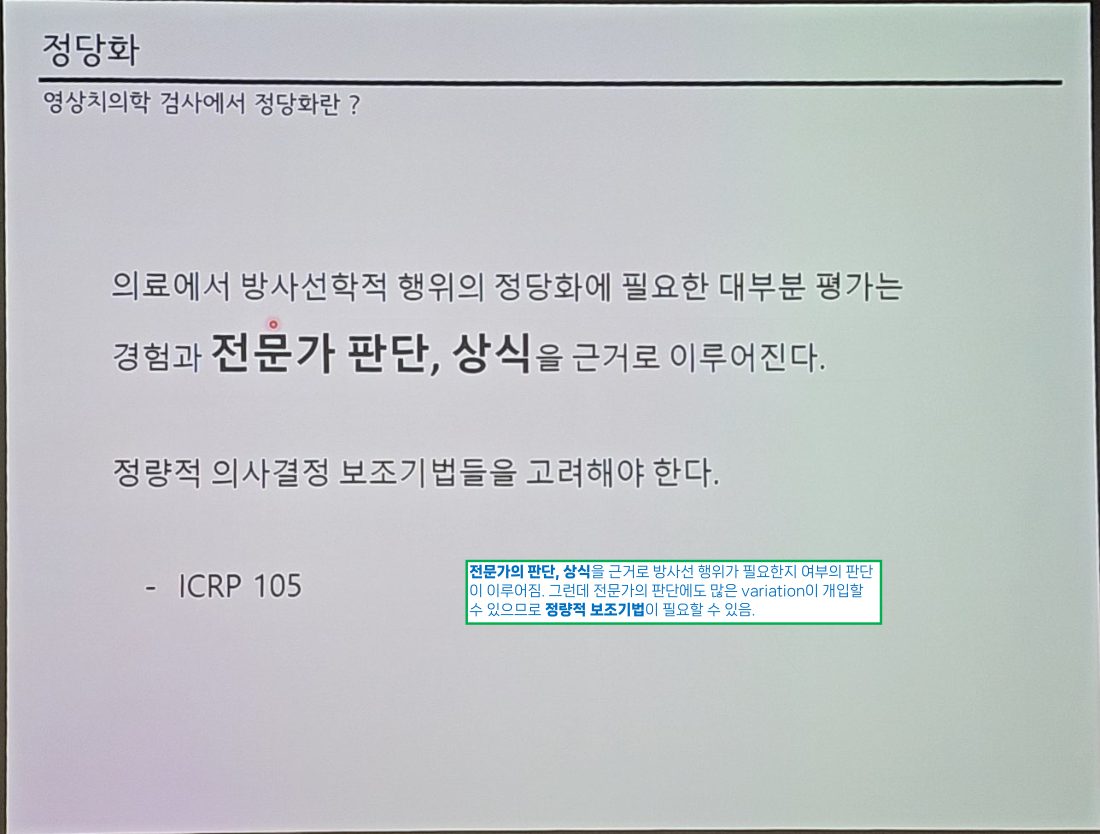 정당화
영상치의학 검사에서 정당화란 ?
의료에서 방사선학적 행위의 정당화에 필요한 대부분 평가는
경험과 전문가 판단, 상식을 근거로 이루어진다.
정량적 의사결정 보조기법들을 고려해야 한다.
- ICRP 105
전문가의 판단, 상식을 근거로 방사선 행위가 필요한지 여부의 판단
이 이루어짐. 그런데 전문가의 판단에도 많은 variation이 개입할
수 있으므로 정량적 보조기법이 필요할 수 있음.